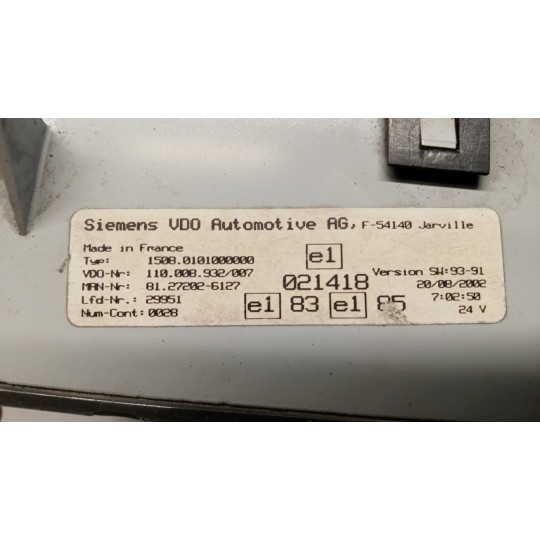 Siemens VDO Automotive AG, F-54140 Jarville
Made in France
Typ: 1508.0101000000
VDO-Nr: 110.008.932/007
MAN-Nr: 81.27202-6127
Lfd-Nr.: 29951
Num-Cont: 0028
e1
021418
e1 83 e1 85
Version SW:93-91
20/08/2002
7:02:50
24 V